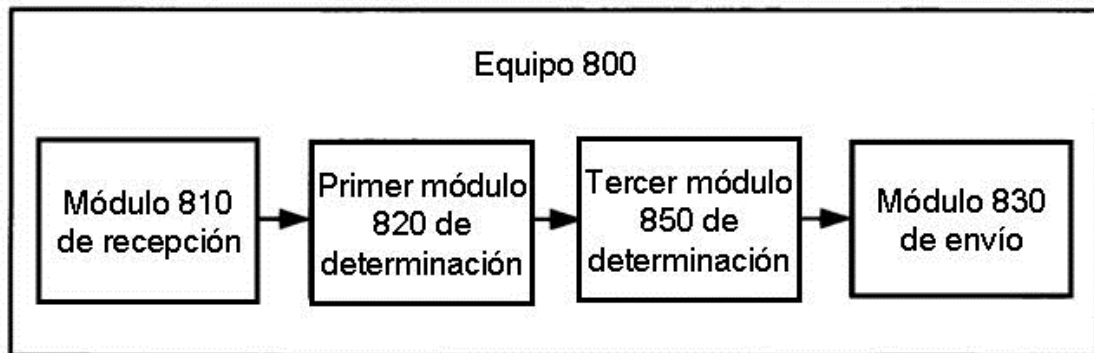 Equipo 800
Módulo 810
de recepción
Primer módulo
820 de
determinación
Tercer módulo
850 de
determinación
Módulo 830
de envío